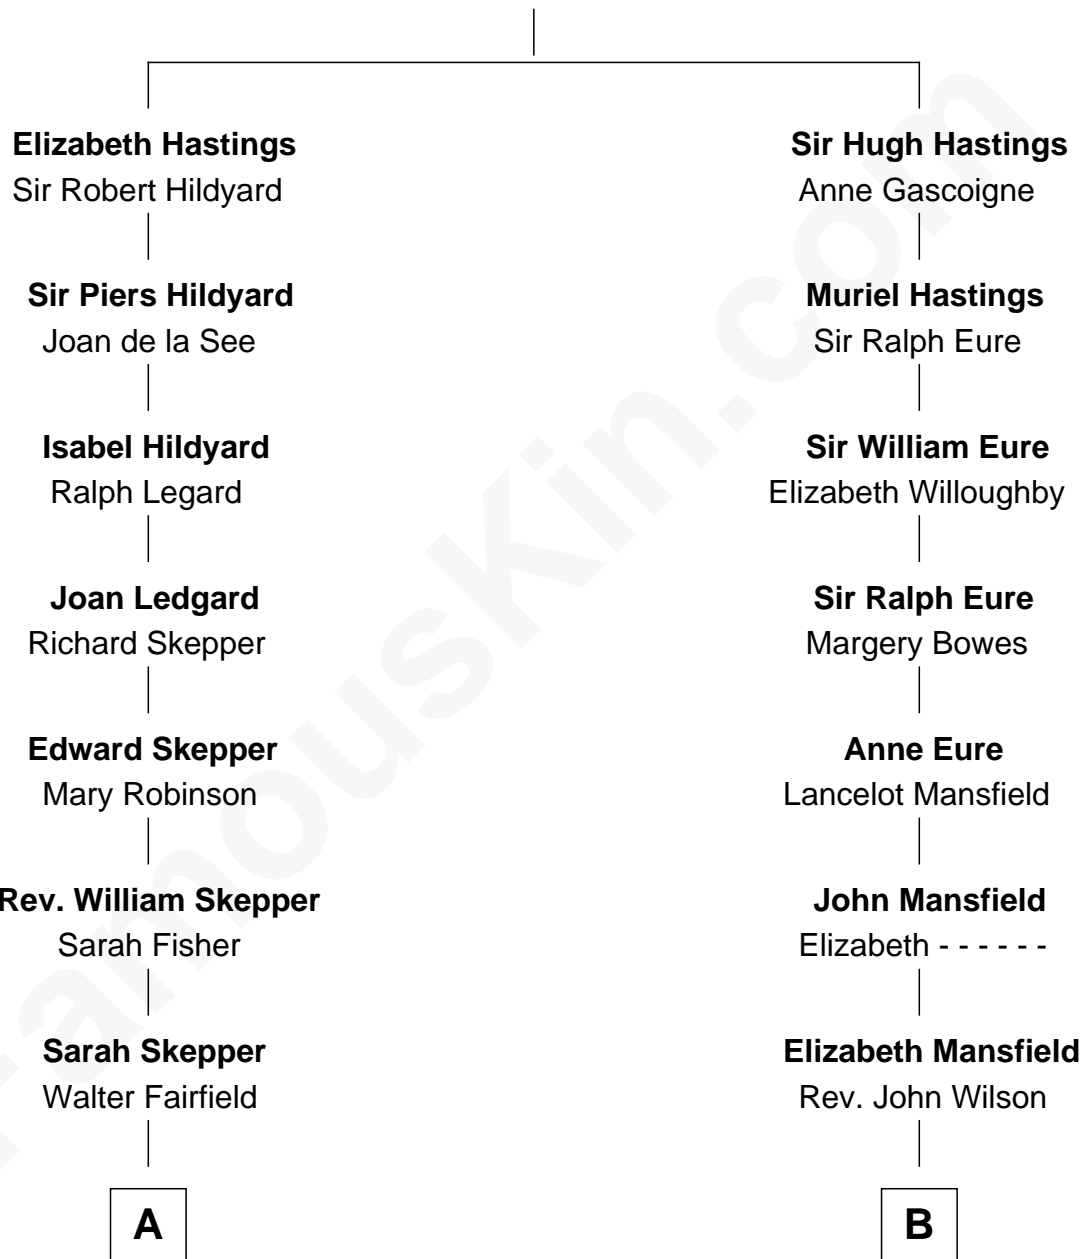 Elizabeth Hastings
Sir Robert Hildyard
Sir Piers Hildyard
Joan de la See
Isabel Hildyard
Ralph Legard
Joan Ledgard
Richard Skepper
Edward Skepper
Mary Robinson
Rev. William Skepper
Sarah Fisher
Sarah Skepper
Walter Fairfield
A
Sir Hugh Hastings
Anne Gascoigne
Muriel Hastings
Sir Ralph Eure
Sir William Eure
Elizabeth Willoughby
Sir Ralph Eure
Margery Bowes
Anne Eure
Lancelot Mansfield
John Mansfield
Elizabeth - - - - - -
Elizabeth Mansfield
Rev. John Wilson
B
FamousKin.com